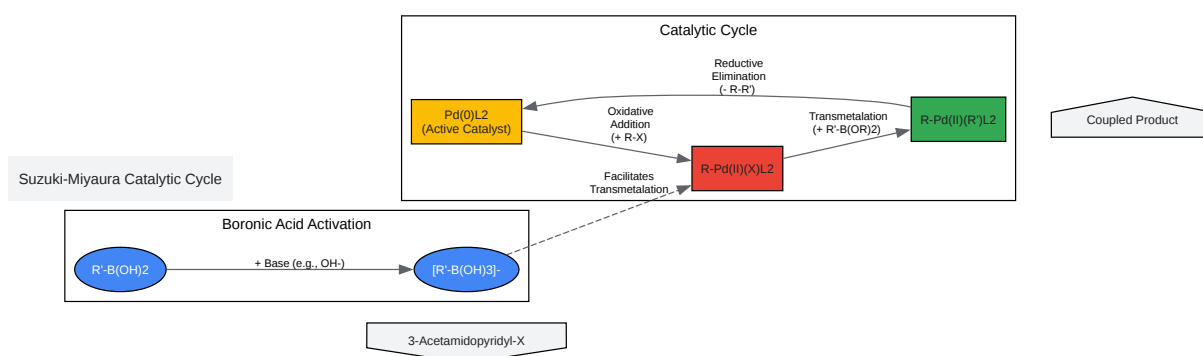 Catalytic Cycle
Reductive
Elimination
(- R-R')
Pd(0)L2
(Active Catalyst)
Oxidative
Addition
(+ R-X)
Transmetalation
(+ R'-B(OR)2)
R-Pd(II)(R')L2
Coupled Product
R-Pd(II)(X)L2
Suzuki-Miyaura Catalytic Cycle
Facilitates
Transmetalation
Boronic Acid Activation
R'-B(OH)2
+ Base (e.g., OH-)
[R'-B(OH)3]-
3-Acetamidopyridyl-X